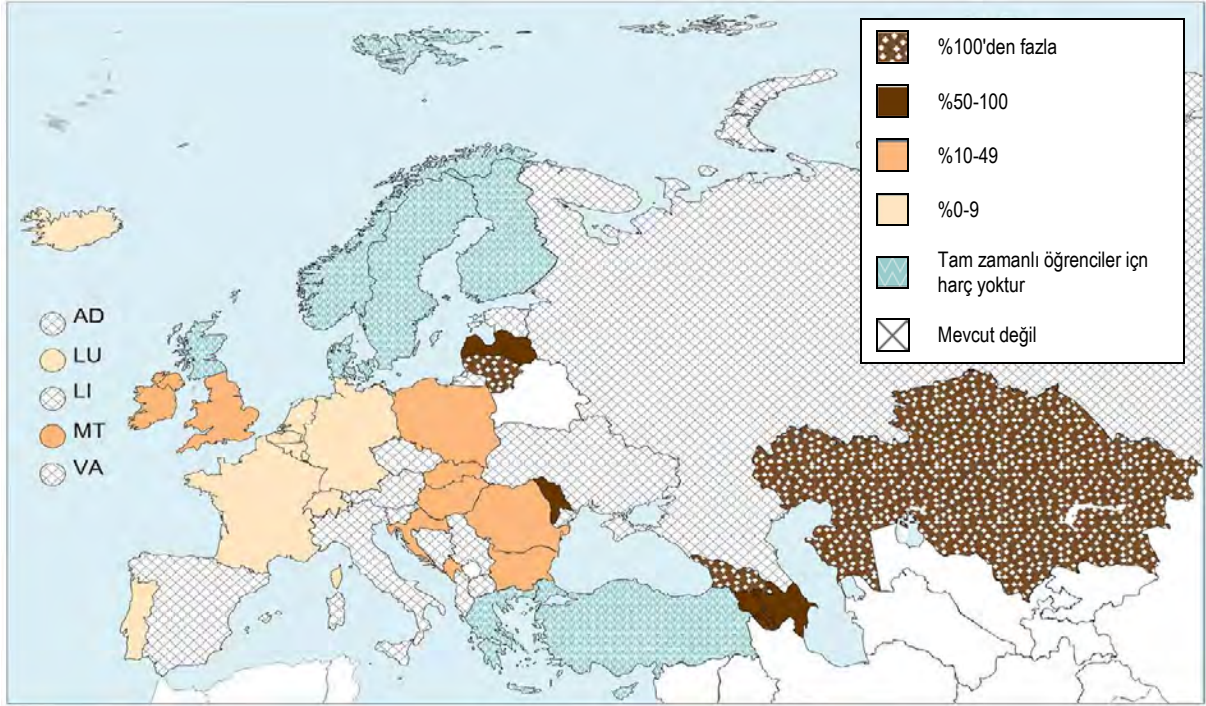 %100'den fazla
%50-100
%10-49
%0-9
Tam zamanlı öğrenciler içn
harç yoktur
Mevcut değil
AD
LU
LI
MT
VA